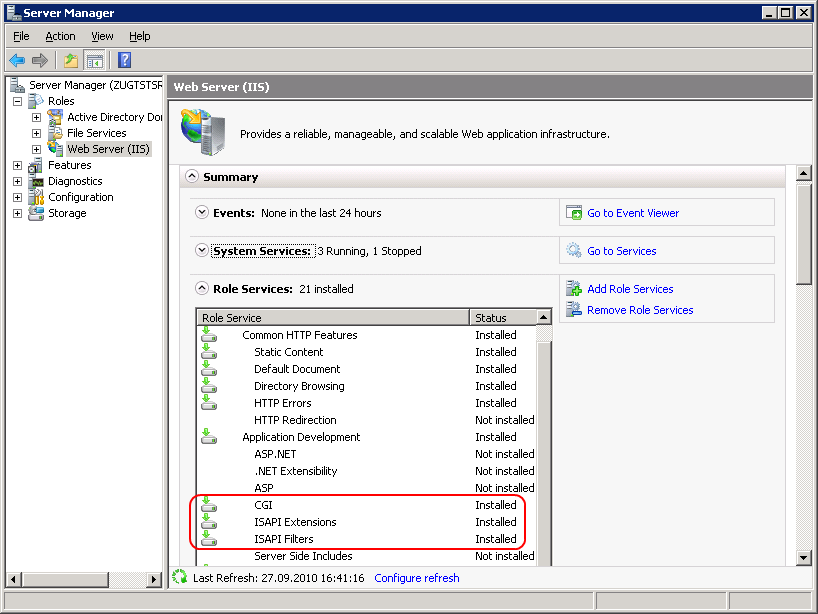 Server Manager
File Action View Help
Server Manager (ZUGTSTSR
Roles
Active Directory Dor
File Services
Web Server (IIS)
Features
Diagnostics
Configuration
Storage
Web Server (IIS)
Provides a reliable, manageable, and scalable Web application infrastructure.
Summary
Events: None in the last 24 hours
Go to Event Viewer
System Services: 3 Running, 1 Stopped
Go to Services
Role Services: 21 installed
Add Role Services
Remove Role Services
Role Service Status
Common HTTP Features Installed
Static Content Installed
Default Document Installed
Directory Browsing Installed
HTTP Errors Installed
HTTP Redirection Not installed
Application Development Installed
ASP.NET Not installed
.NET Extensibility Not installed
ASP Not installed
CGI Installed
ISAPI Extensions Installed
ISAPI Filters Installed
Server Side Includes Not installed
Last Refresh: 27.09.2010 16:41:16 Configure refresh